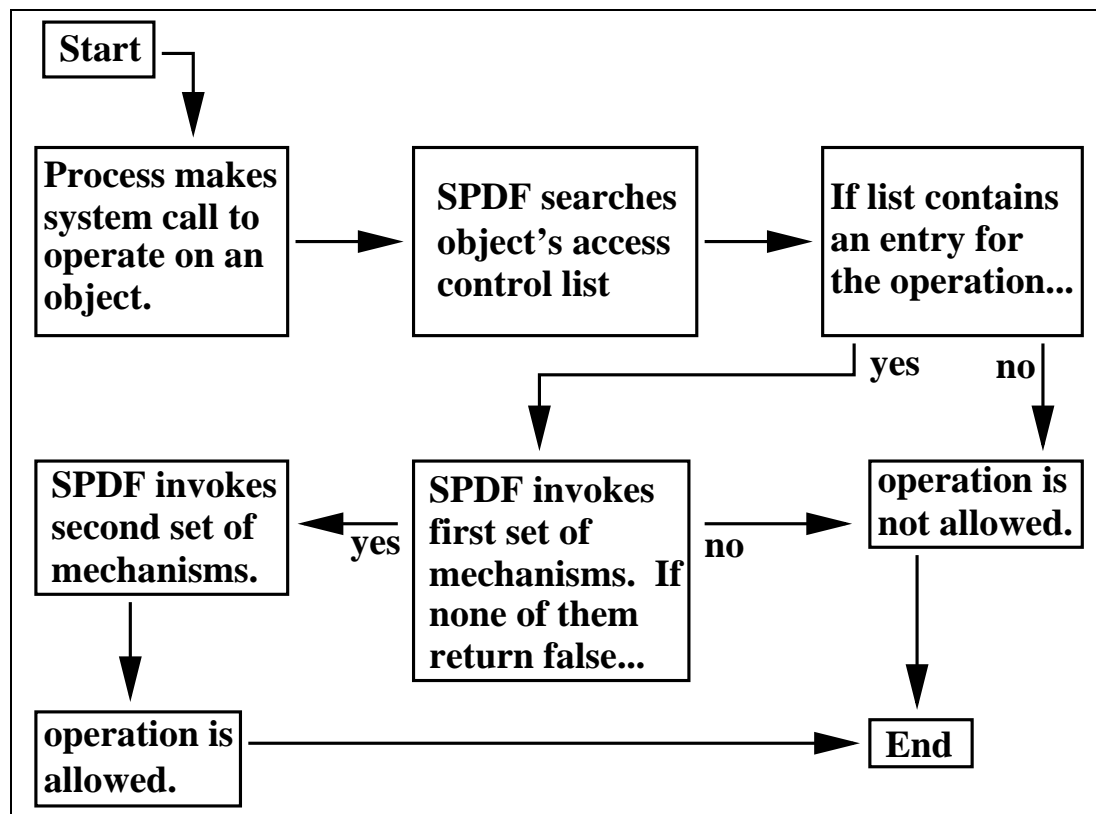 Start
Process makes
system call to
operate on an
object.
SPDF searches
object's access
control list
If list contains
an entry for
the operation...
yes
no
SPDF invokes
second set of
mechanisms.
yes
SPDF invokes
first set of
mechanisms.  If
none of them
return false...
no
operation is
not allowed.
operation is
allowed.
End